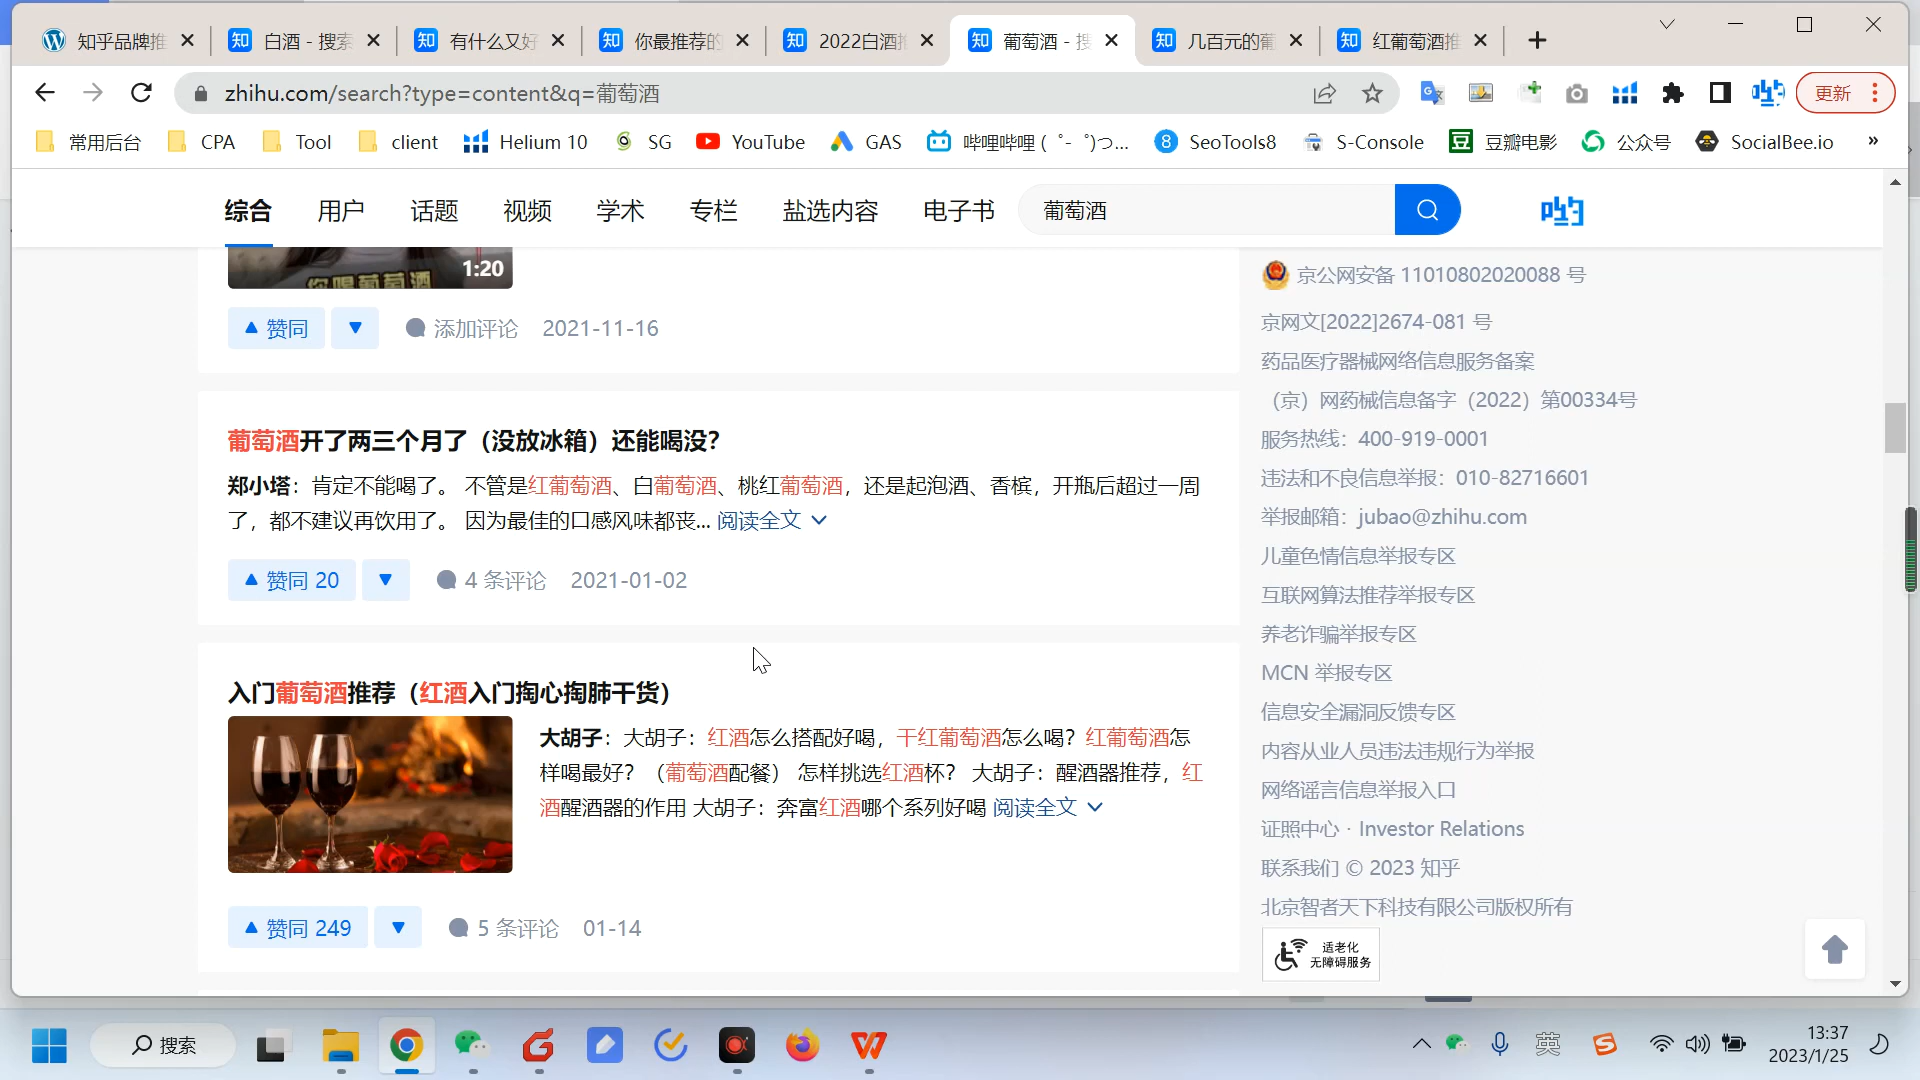 知乎品牌推
白酒 - 搜索
有什么又好
你最推荐的
2022白酒推
葡萄酒 - 搜
几百元的葡
红葡萄酒推
zhihu.com/search?type=content&q=葡萄酒
更新
常用后台 CPA Tool client Helium 10 SG YouTube GAS 哔哩哔哩 ( ゜- ゜)つ... SeoTools8 S-Console 豆瓣电影 公众号 SocialBee.io »
综合 用户 话题 视频 学术 专栏 盐选内容 电子书
葡萄酒
知乎
你喝葡萄酒
1:20
赞同
添加评论 2021-11-16
葡萄酒开了两三个月了（没放冰箱）还能喝没？
郑小塔：肯定不能喝了。 不管是红葡萄酒、白葡萄酒、桃红葡萄酒，还是起泡酒、香槟，开瓶后超过一周
了，都不建议再饮用了。 因为最佳的口感风味都丧... 阅读全文
赞同 20
4 条评论 2021-01-02
入门葡萄酒推荐（红酒入门掏心掏肺干货）
大胡子：大胡子：红酒怎么搭配好喝，干红葡萄酒怎么喝？红葡萄酒怎
样喝最好？（葡萄酒配餐） 怎样挑选红酒杯？ 大胡子：醒酒器推荐，红
酒醒酒器的作用 大胡子：奔富红酒哪个系列好喝 阅读全文
赞同 249
5 条评论 01-14
京公网安备 11010802020088 号
京网文[2022]2674-081 号
药品医疗器械网络信息服务备案
（京）网药械信息备字（2022）第00334号
服务热线：400-919-0001
违法和不良信息举报：010-82716601
举报邮箱：jubao@zhihu.com
儿童色情信息举报专区
互联网算法推荐举报专区
养老诈骗举报专区
MCN 举报专区
信息安全漏洞反馈专区
内容从业人员违法违规行为举报
网络谣言信息举报入口
证照中心 · Investor Relations
联系我们 © 2023 知乎
北京智者天下科技有限公司版权所有
适老化
无障碍服务
搜索
英
13:37
2023/1/25